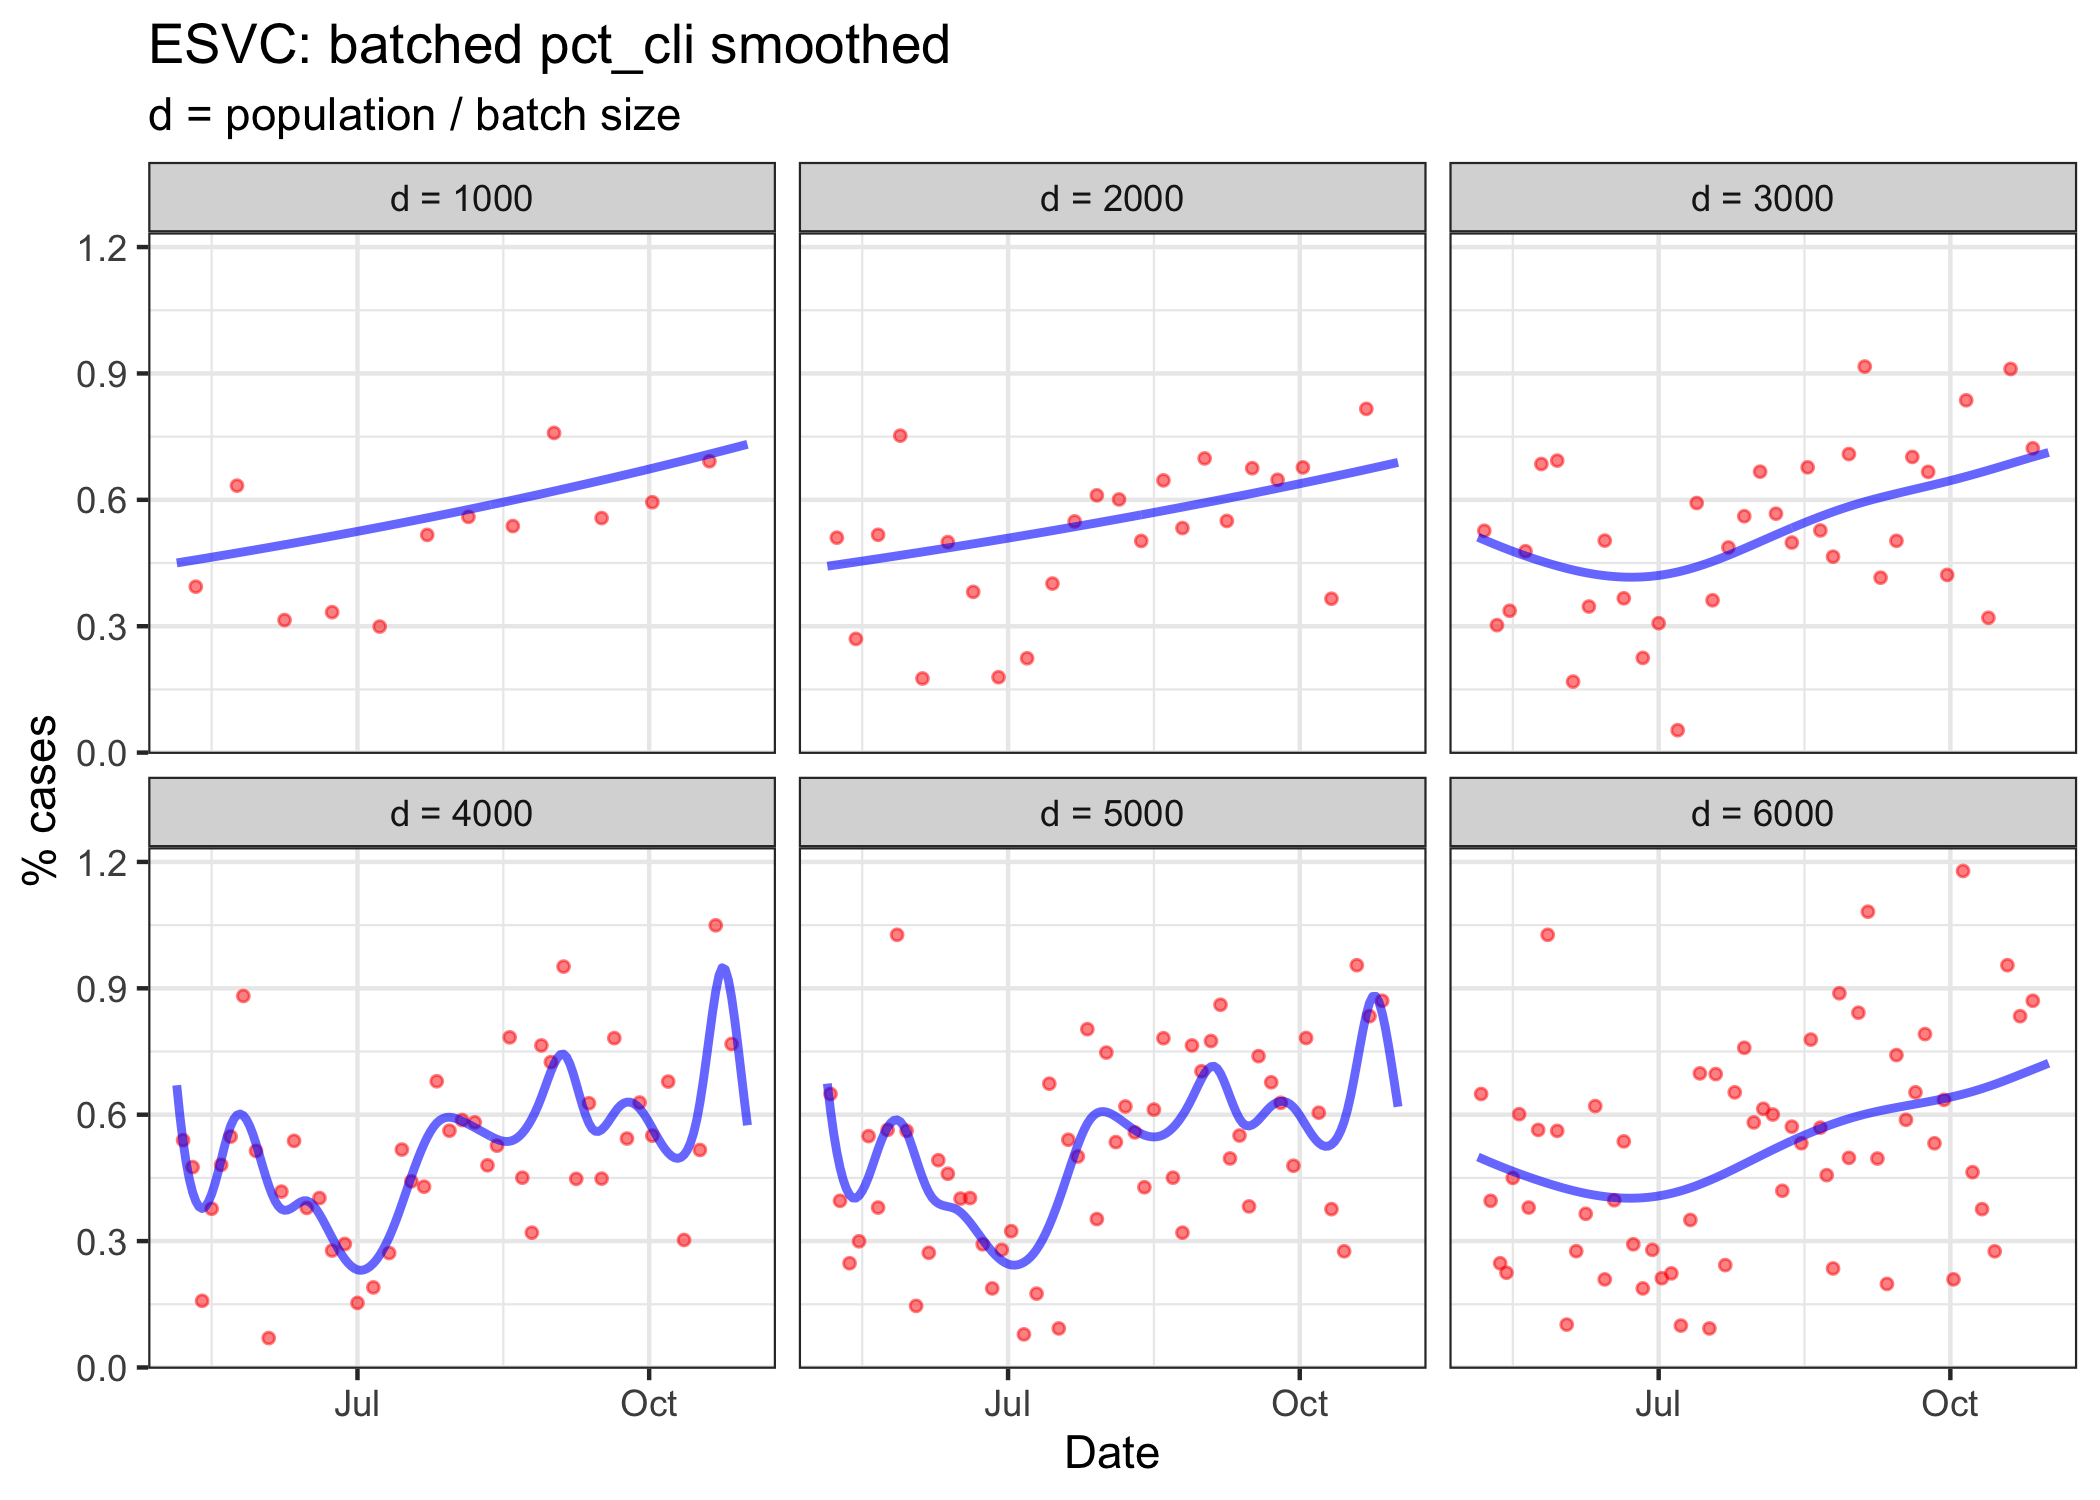 ESVC: batched pct_cli smoothed
d = population / batch size
d = 1000
d = 2000
d = 3000
1.2
0.9
0.6
0.3
0.0
% cases
d = 4000
d = 5000
d = 6000
1.2
0.9
0.6
0.3
0.0
Jul
Oct
Jul
Oct
Jul
Oct
Date